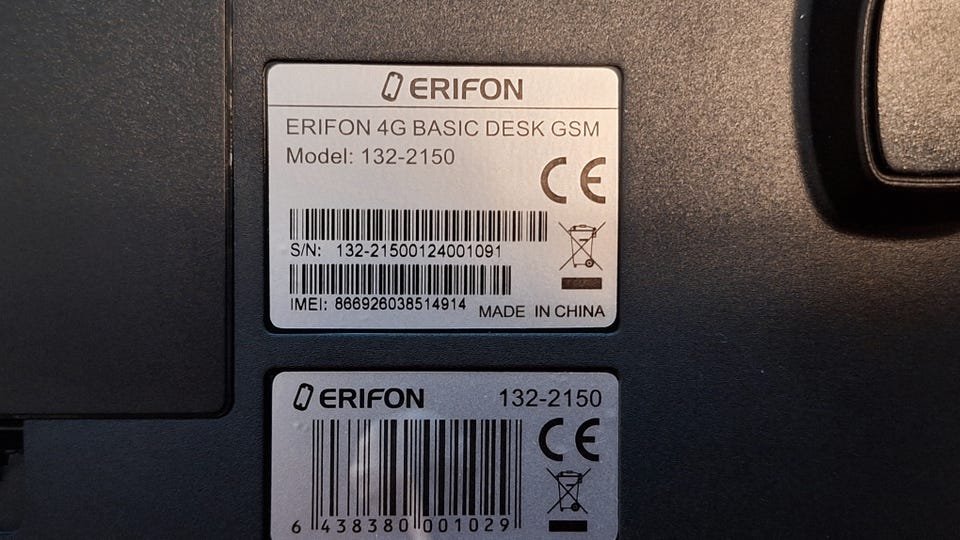 ERIFON
ERIFON 4G BASIC DESK GSM
Model: 132-2150
CE
S/N: 132-21500124001091
IMEI: 866926038514914
MADE IN CHINA
ERIFON 132-2150
CE
6 438380 001029